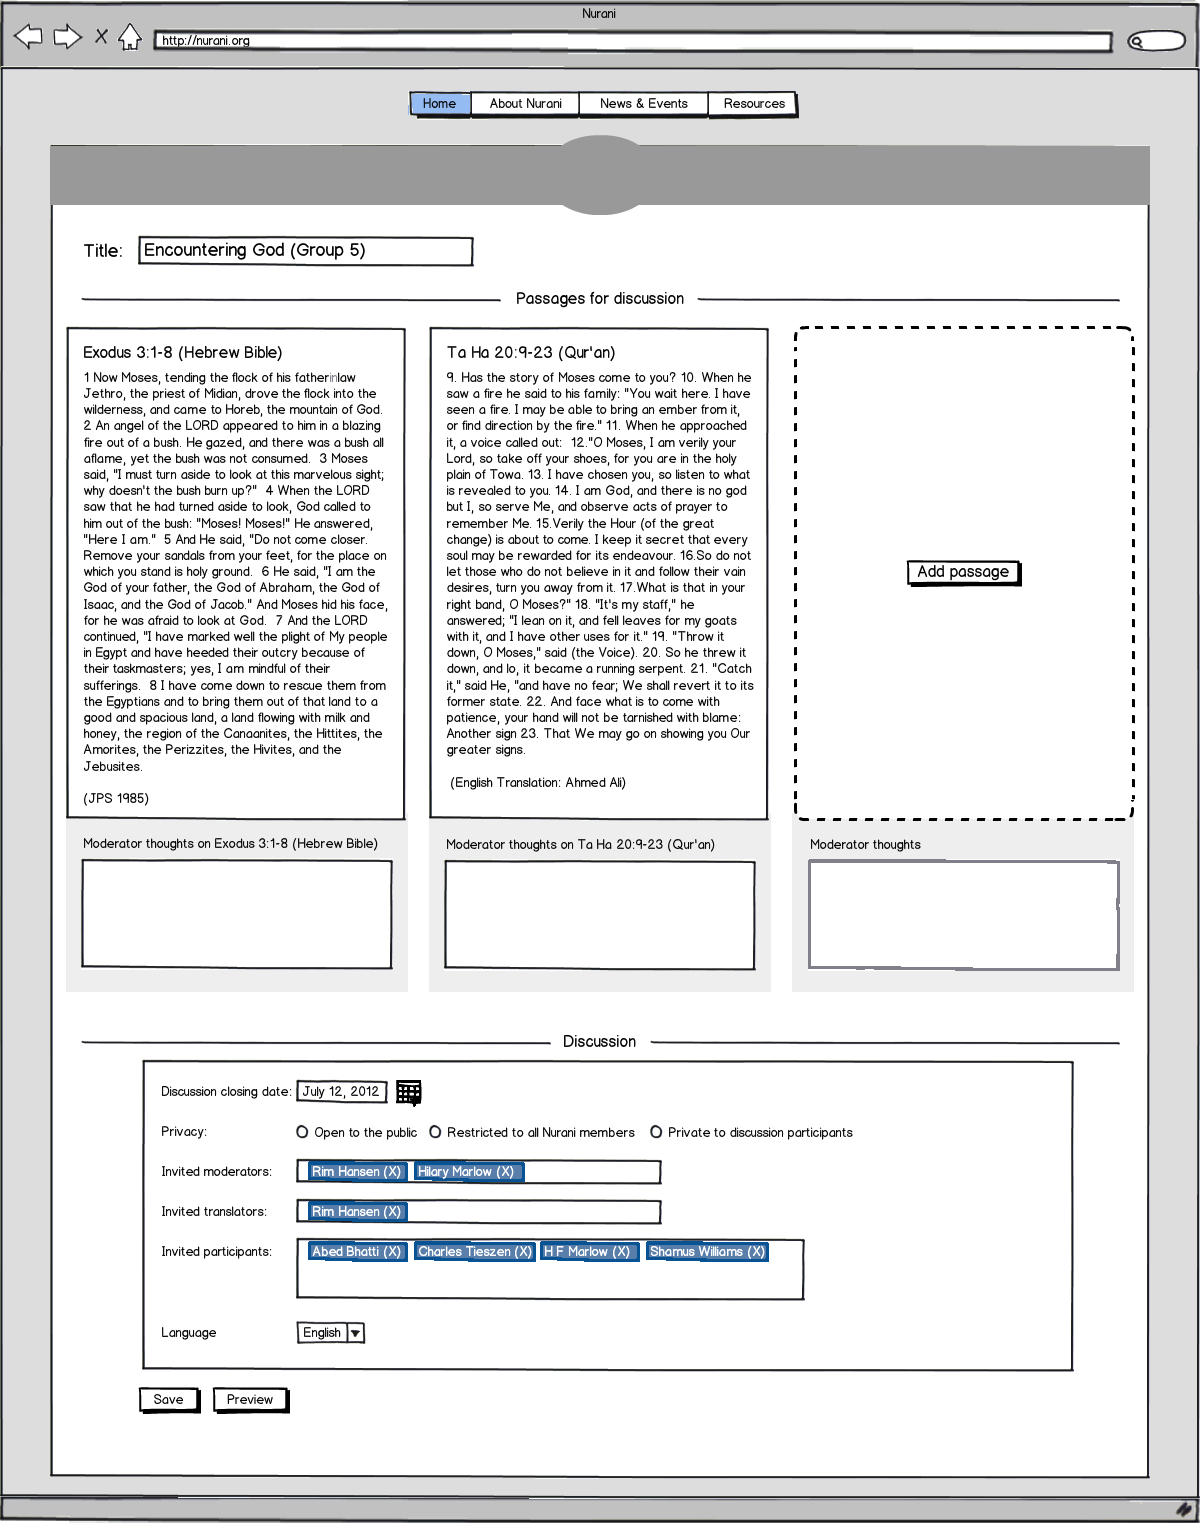 Nurani
http://nurani.org
Home About Nurani News & Events Resources
Title: Encountering God (Group 5)
Passages for discussion
Exodus 3:1-8 (Hebrew Bible)
1 Now Moses, tending the flock of his fatherinlaw
Jethro, the priest of Midian, drove the flock into the
wilderness, and came to Horeb, the mountain of God.
2 An angel of the LORD appeared to him in a blazing
fire out of a bush. He gazed, and there was a bush all
aflame, yet the bush was not consumed. 3 Moses
said, "I must turn aside to look at this marvelous sight;
why doesn't the bush burn up?" 4 When the LORD
saw that he had turned aside to look, God called to
him out of the bush: "Moses! Moses!" He answered,
"Here I am." 5 And He said, "Do not come closer.
Remove your sandals from your feet, for the place on
which you stand is holy ground. 6 He said, "I am the
God of your father, the God of Abraham, the God of
Isaac, and the God of Jacob." And Moses hid his face,
for he was afraid to look at God. 7 And the LORD
continued, "I have marked well the plight of My people
in Egypt and have heeded their outcry because of
their taskmasters; yes, I am mindful of their
sufferings. 8 I have come down to rescue them from
the Egyptians and to bring them out of that land to a
good and spacious land, a land flowing with milk and
honey, the region of the Canaanites, the Hittites, the
Amorites, the Perizzites, the Hivites, and the
Jebusites.
(JPS 1985)
Ta Ha 20:9-23 (Qur'an)
9. Has the story of Moses come to you? 10. When he
saw a fire he said to his family: "You wait here. I have
seen a fire. I may be able to bring an ember from it,
or find direction by the fire." 11. When he approached
it, a voice called out: 12."O Moses, I am verily your
Lord, so take off your shoes, for you are in the holy
plain of Towa. 13. I have chosen you, so listen to what
is revealed to you. 14. I am God, and there is no god
but I, so serve Me, and observe acts of prayer to
remember Me. 15.Verily the Hour (of the great
change) is about to come. I keep it secret that every
soul may be rewarded for its endeavour. 16.So do not
let those who do not believe in it and follow their vain
desires, turn you away from it. 17.What is that in your
right band, O Moses?" 18. "It's my staff," he
answered; "I lean on it, and fell leaves for my goats
with it, and I have other uses for it." 19. "Throw it
down, O Moses," said (the Voice). 20. So he threw it
down, and lo, it became a running serpent. 21. "Catch
it," said He, "and have no fear; We shall revert it to its
former state. 22. And face what is to come with
patience, your hand will not be tarnished with blame:
Another sign 23. That We may go on showing you Our
greater signs.
(English Translation: Ahmed Ali)
Add passage
Moderator thoughts on Exodus 3:1-8 (Hebrew Bible)
Moderator thoughts on Ta Ha 20:9-23 (Qur'an)
Moderator thoughts
Discussion
Discussion closing date: July 12, 2012
Privacy: Open to the public Restricted to all Nurani members Private to discussion participants
Invited moderators: Rim Hansen (X) Hilary Marlow (X)
Invited translators: Rim Hansen (X)
Invited participants: Abed Bhatti (X) Charles Tieszen (X) H F Marlow (X) Shamus Williams (X)
Language English
Save Preview